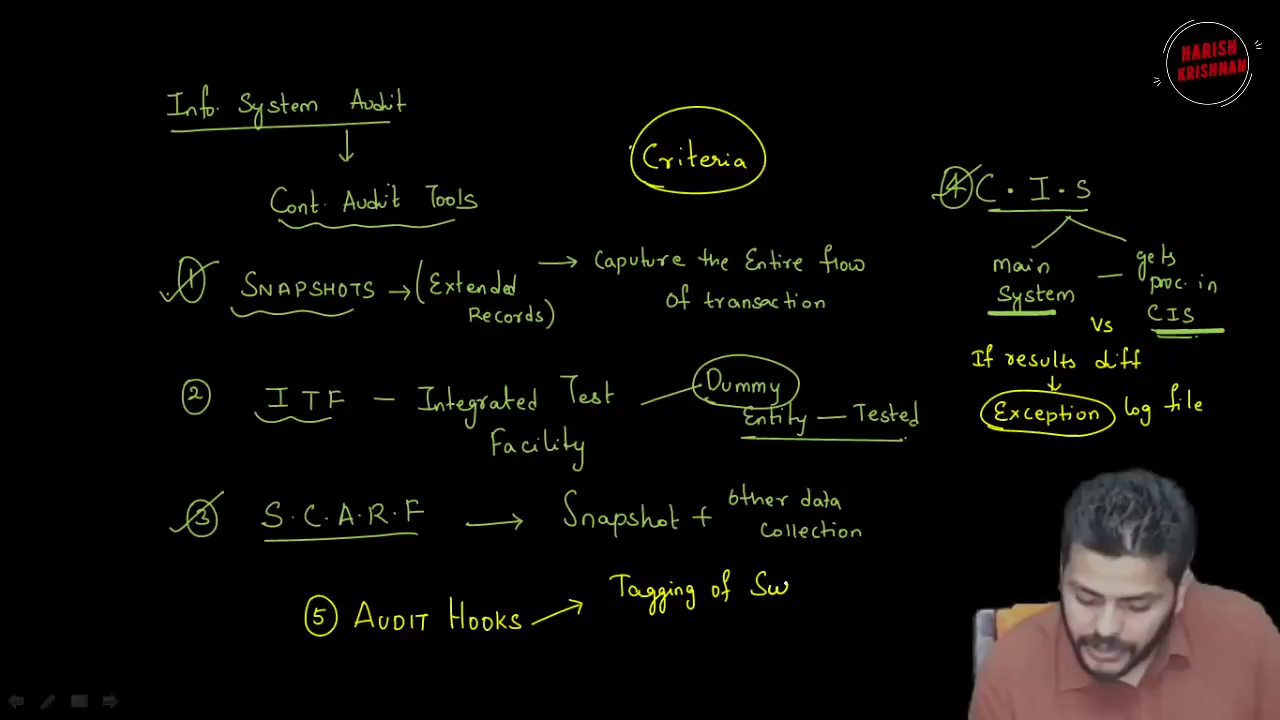 HARISH
KRISHNAN
Info. System Audit
Cont. Audit Tools
Criteria
① SNAPSHOTS → (Extended
Records)
→ Caputure the Entire flow
of transaction
② ITF – Integrated Test
Facility
Dummy
Entity — Tested
③ S.C.A.R.F → Snapshot + other data
collection
④ C.I.S
main
System
— gets
proc. in
CIS
Vs
If results diff
↓
Exception log file
⑤ AUDIT HOOKS → Tagging of Sw